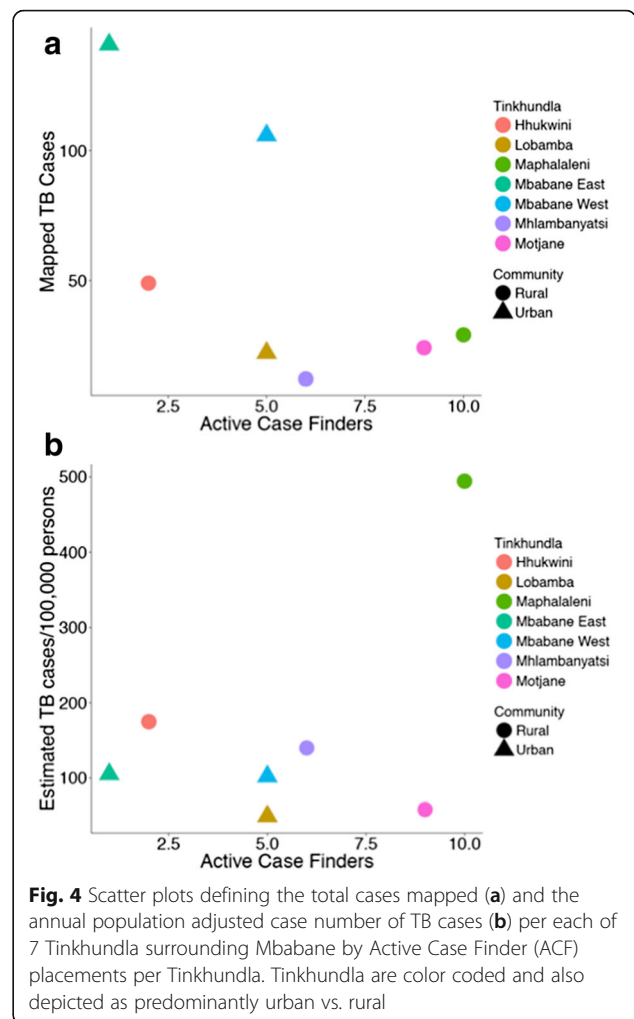 a
Mapped TB Cases
100
50
2.5 5.0 7.5 10.0
Active Case Finders
Tinkhundla
Hhukwini
Lobamba
Maphalaleni
Mbabane East
Mbabane West
Mhlambanyatsi
Motjane
Community
Rural
Urban
b
Estimated TB cases/100,000 persons
500
400
300
200
100
2.5 5.0 7.5 10.0
Active Case Finders
Tinkhundla
Hhukwini
Lobamba
Maphalaleni
Mbabane East
Mbabane West
Mhlambanyatsi
Motjane
Community
Rural
Urban
Fig. 4 Scatter plots defining the total cases mapped (a) and the
annual population adjusted case number of TB cases (b) per each of
7 Tinkhundla surrounding Mbabane by Active Case Finder (ACF)
placements per Tinkhundla. Tinkhundla are color coded and also
depicted as predominantly urban vs. rural